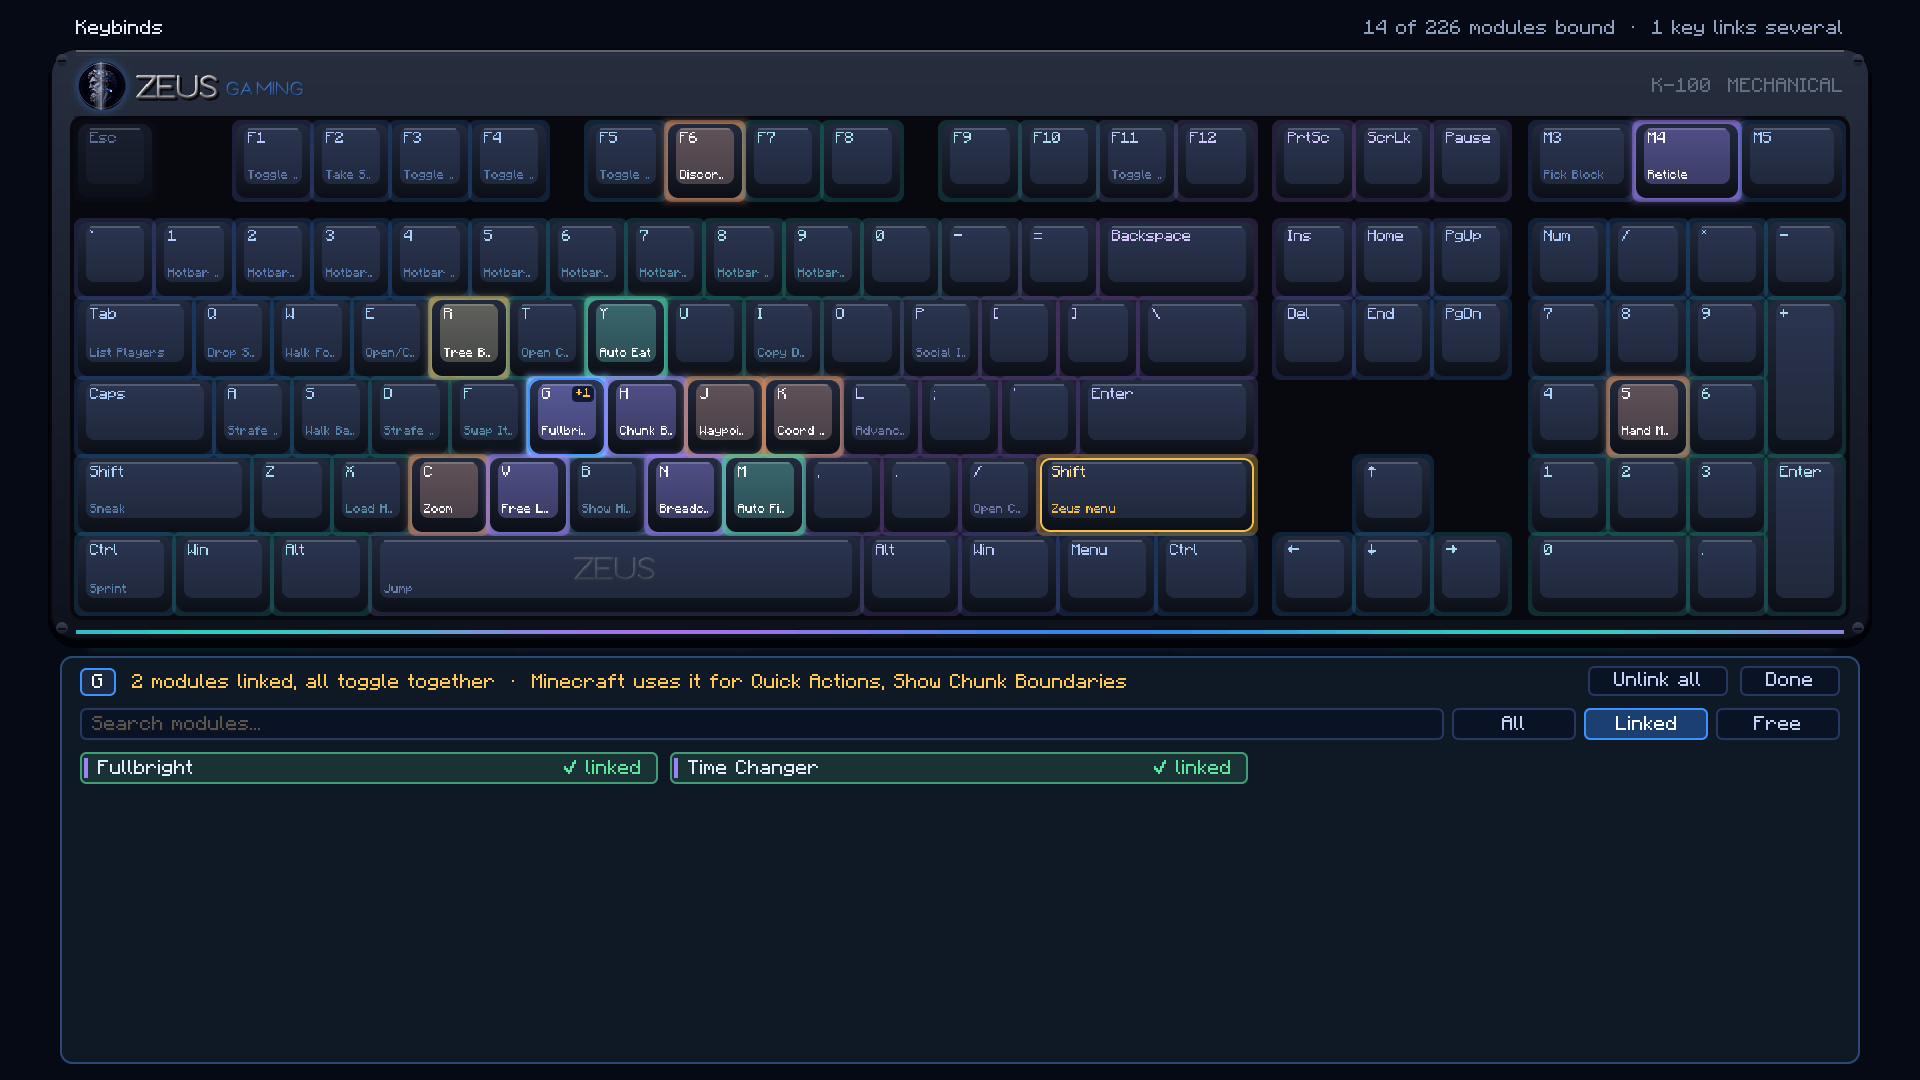 Keybinds
14 of 226 modules bound · 1 key links several
ZEUS GAMING
K-100 MECHANICAL
Esc F1 F2 F3 F4 F5 F6 F7 F8 F9 F10 F11 F12 PrtSc ScrLk Pause M3 M4 M5
Toggle .. Take S.. Toggle .. Toggle .. Toggle .. Discor.. Toggle .. Pick Block Reticle
` 1 2 3 4 5 6 7 8 9 0 - = Backspace Ins Home PgUp Num / * -
Hotbar .. Hotbar.. Hotbar.. Hotbar .. Hotbar.. Hotbar.. Hotbar.. Hotbar .. Hotbar..
Tab Q W E R T Y U I O P [ ] \ Del End PgDn 7 8 9 +
List Players Drop S.. Walk Fo.. Open/C.. Tree B.. Open C.. Auto Eat Copy D.. Social I..
Caps A S D F G +1 H J K L ; ' Enter 4 5 6
Strafe .. Walk Ba.. Strafe .. Swap It.. Fullbri.. Chunk B.. Waypoi.. Coord .. Advanc.. Hand M..
Shift Z X C V B N M , . / Shift ↑ 1 2 3 Enter
Sneak Load H.. Zoom Free L.. Show Hi.. Breadc.. Auto Fi.. Open C.. Zeus menu
Ctrl Win Alt ZEUS Alt Win Menu Ctrl ← ↓ → 0 .
Sprint Jump
G 2 modules linked, all toggle together · Minecraft uses it for Quick Actions, Show Chunk Boundaries Unlink all Done
Search modules... All Linked Free
Fullbright ✓ linked Time Changer ✓ linked